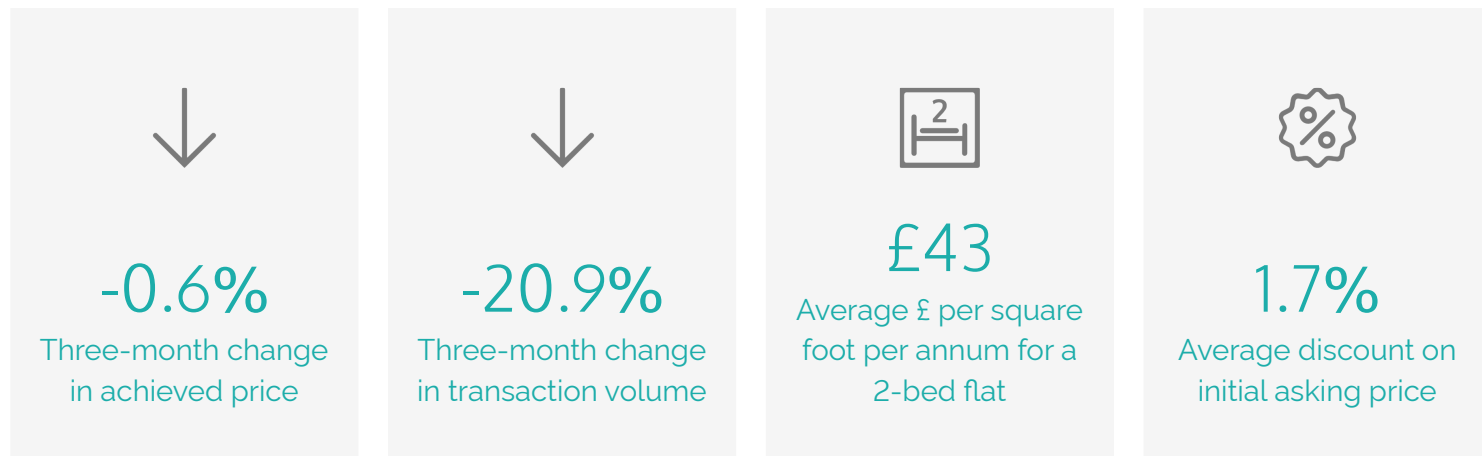 -0.6%
Three-month change
in achieved price
-20.9%
Three-month change
in transaction volume
2
£43
Average £ per square
foot per annum for a
2-bed flat
%
1.7%
Average discount on
initial asking price